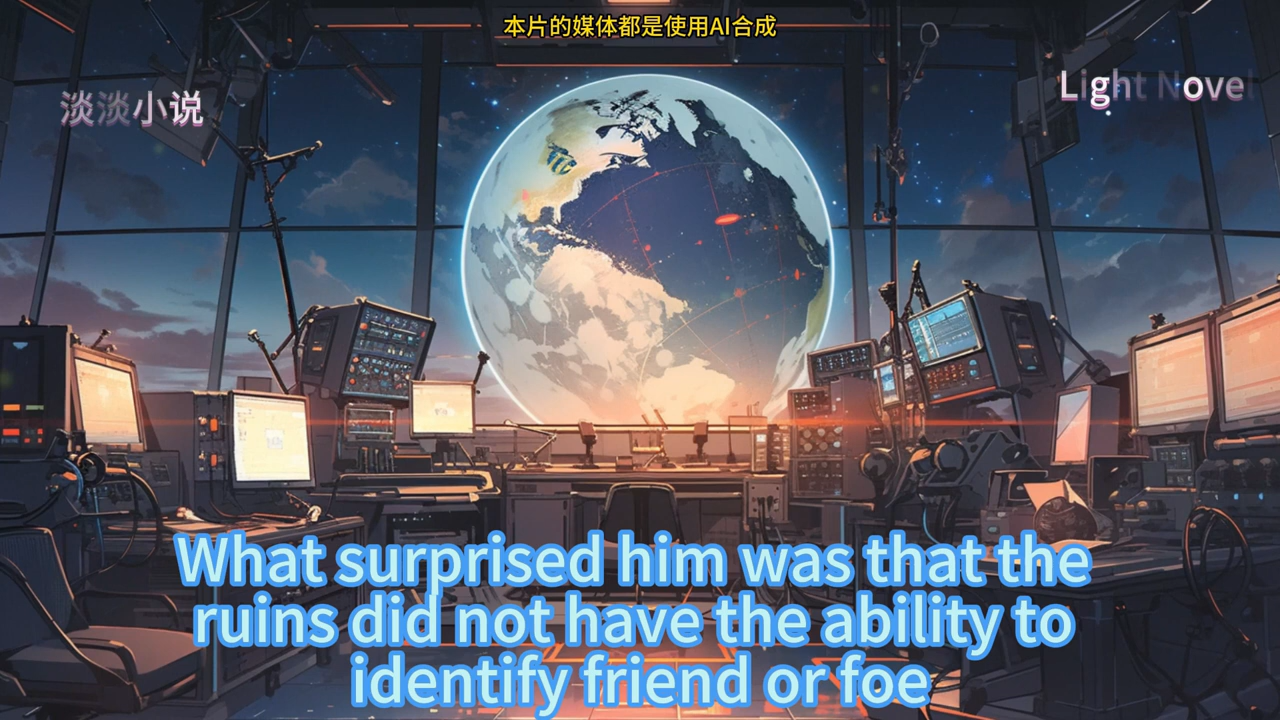 本片的媒体都是使用AI合成
淡淡小说
Light Novel
What surprised him was that the
ruins did not have the ability to
identify friend or foe